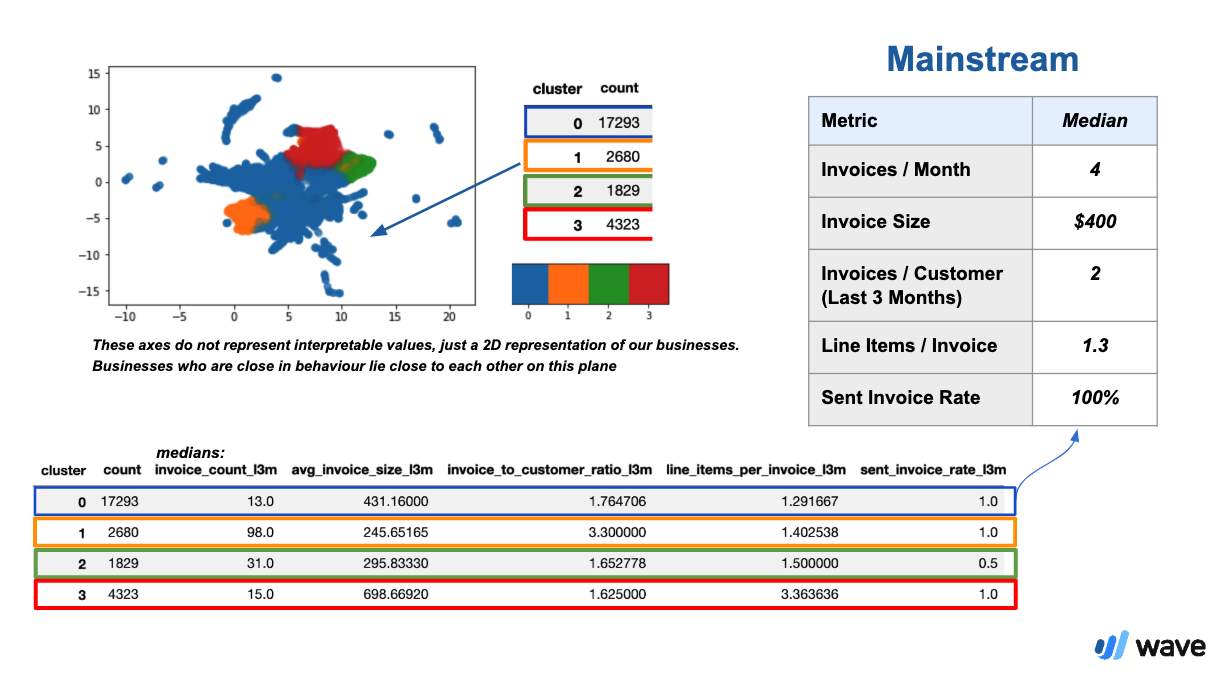 Mainstream
Metric Median
Invoices / Month 4
Invoice Size $400
Invoices / Customer 2
(Last 3 Months)
Line Items / Invoice 1.3
Sent Invoice Rate 100%
15
10
5
0
−5
−10
−15
−10 −5 0 5 10 15 20
cluster count
0 17293
1 2680
2 1829
3 4323
0 1 2 3
These axes do not represent interpretable values, just a 2D representation of our businesses.
Businesses who are close in behaviour lie close to each other on this plane
medians:
cluster count invoice_count_l3m avg_invoice_size_l3m invoice_to_customer_ratio_l3m line_items_per_invoice_l3m sent_invoice_rate_l3m
0 17293 13.0 431.16000 1.764706 1.291667 1.0
1 2680 98.0 245.65165 3.300000 1.402538 1.0
2 1829 31.0 295.83330 1.652778 1.500000 0.5
3 4323 15.0 698.66920 1.625000 3.363636 1.0
wave